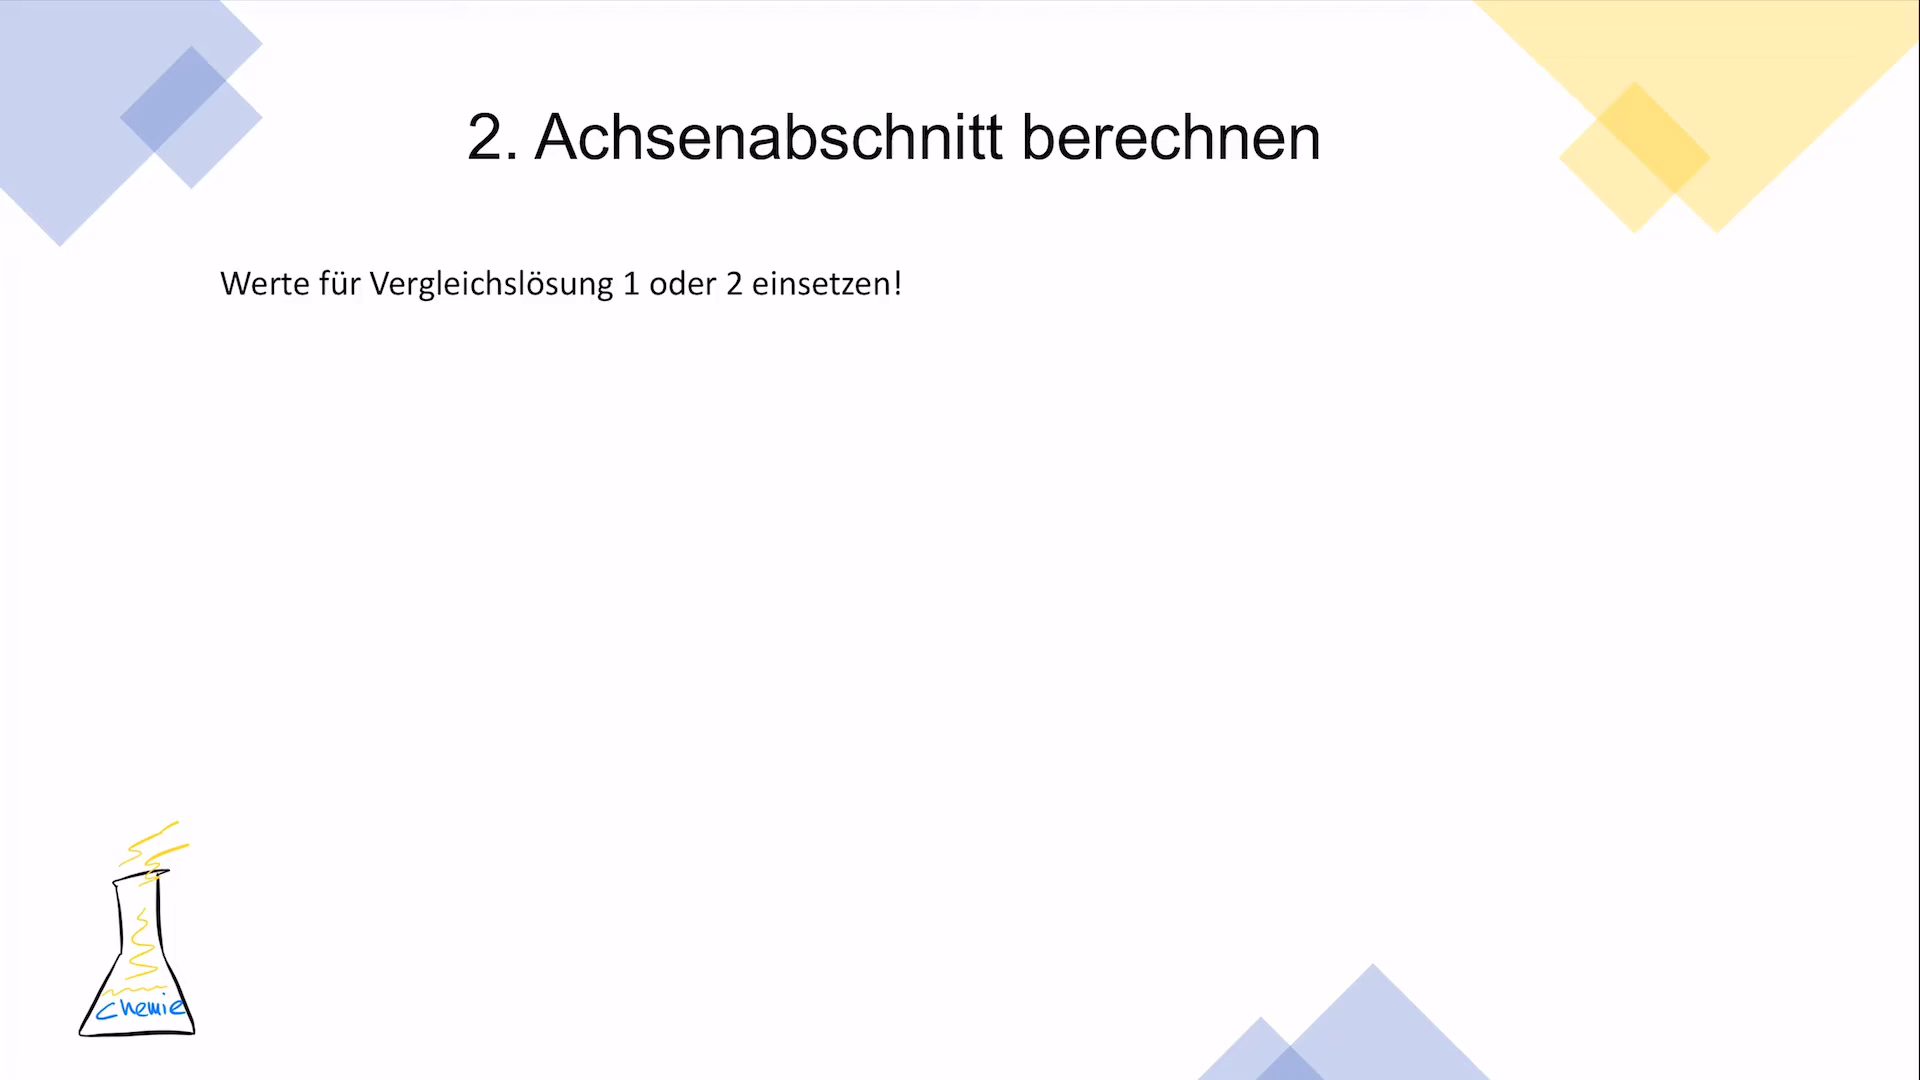 2. Achsenabschnitt berechnen
Werte für Vergleichslösung 1 oder 2 einsetzen!
chemie